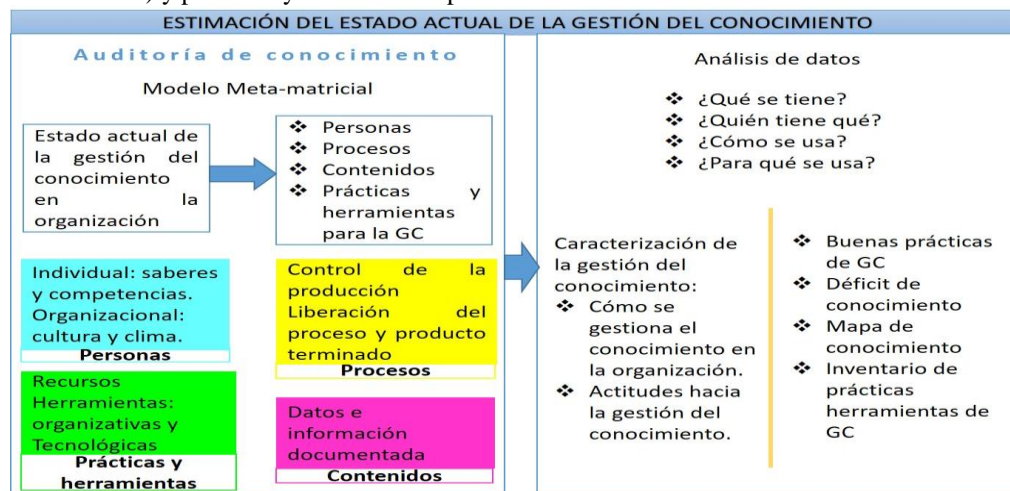 ESTIMACIÓN DEL ESTADO ACTUAL DE LA GESTIÓN DEL CONOCIMIENTO
Auditoría de conocimiento
Modelo Meta-matricial
Estado actual de
la gestión del
conocimiento
en la
organización
❖ Personas
❖ Procesos
❖ Contenidos
❖ Prácticas y
herramientas
para la GC
Individual: saberes
y competencias.
Organizacional:
cultura y clima.
Personas
Control de la
producción
Liberación del
proceso y producto
terminado
Procesos
Recursos
Herramientas:
organizativas y
Tecnológicas
Prácticas y
herramientas
Datos e
información
documentada
Contenidos
Análisis de datos
❖ ¿Qué se tiene?
❖ ¿Quién tiene qué?
❖ ¿Cómo se usa?
❖ ¿Para qué se usa?
Caracterización de
la gestión del
conocimiento:
❖ Cómo se
gestiona el
conocimiento en
la organización.
❖ Actitudes hacia
la gestión del
conocimiento.
❖ Buenas prácticas
de GC
❖ Déficit de
conocimiento
❖ Mapa de
conocimiento
❖ Inventario de
prácticas
herramientas de
GC